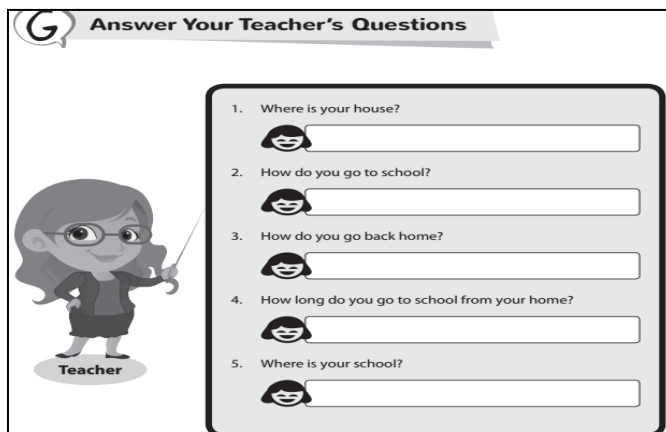 G Answer Your Teacher's Questions
1. Where is your house?
2. How do you go to school?
3. How do you go back home?
4. How long do you go to school from your home?
5. Where is your school?
Teacher